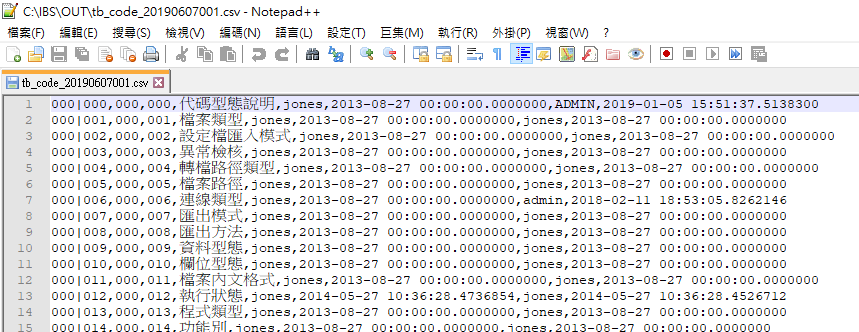 C:\IBS\OUT\tb_code_20190607001.csv - Notepad++
檔案(F) 編輯(E) 搜尋(S) 檢視(V) 編碼(N) 語言(L) 設定(T) 巨集(M) 執行(R) 外掛(P) 視窗(W) ?
tb_code_20190607001.csv
1 000|000,000,000,代碼型態說明,jones,2013-08-27 00:00:00.0000000,ADMIN,2019-01-05 15:51:37.5138300
2 000|001,000,001,檔案類型,jones,2013-08-27 00:00:00.0000000,jones,2013-08-27 00:00:00.0000000
3 000|002,000,002,設定檔匯入模式,jones,2013-08-27 00:00:00.0000000,jones,2013-08-27 00:00:00.0000000
4 000|003,000,003,異常檢核,jones,2013-08-27 00:00:00.0000000,jones,2013-08-27 00:00:00.0000000
5 000|004,000,004,轉檔路徑類型,jones,2013-08-27 00:00:00.0000000,jones,2013-08-27 00:00:00.0000000
6 000|005,000,005,檔案路徑,jones,2013-08-27 00:00:00.0000000,jones,2013-08-27 00:00:00.0000000
7 000|006,000,006,連線類型,jones,2013-08-27 00:00:00.0000000,admin,2018-02-11 18:53:05.8262146
8 000|007,000,007,匯出模式,jones,2013-08-27 00:00:00.0000000,jones,2013-08-27 00:00:00.0000000
9 000|008,000,008,匯出方法,jones,2013-08-27 00:00:00.0000000,jones,2013-08-27 00:00:00.0000000
10 000|009,000,009,資料型態,jones,2013-08-27 00:00:00.0000000,jones,2013-08-27 00:00:00.0000000
11 000|010,000,010,欄位型態,jones,2013-08-27 00:00:00.0000000,jones,2013-08-27 00:00:00.0000000
12 000|011,000,011,檔案內文格式,jones,2013-08-27 00:00:00.0000000,jones,2013-08-27 00:00:00.0000000
13 000|012,000,012,執行狀態,jones,2014-05-27 10:36:28.4736854,jones,2014-05-27 10:36:28.4526712
14 000|013,000,013,程式類型,jones,2013-08-27 00:00:00.0000000,jones,2013-08-27 00:00:00.0000000
15 000|014,000,014,功能別,jones,2013-08-27 00:00:00.0000000,jones,2013-08-27 00:00:00.0000000